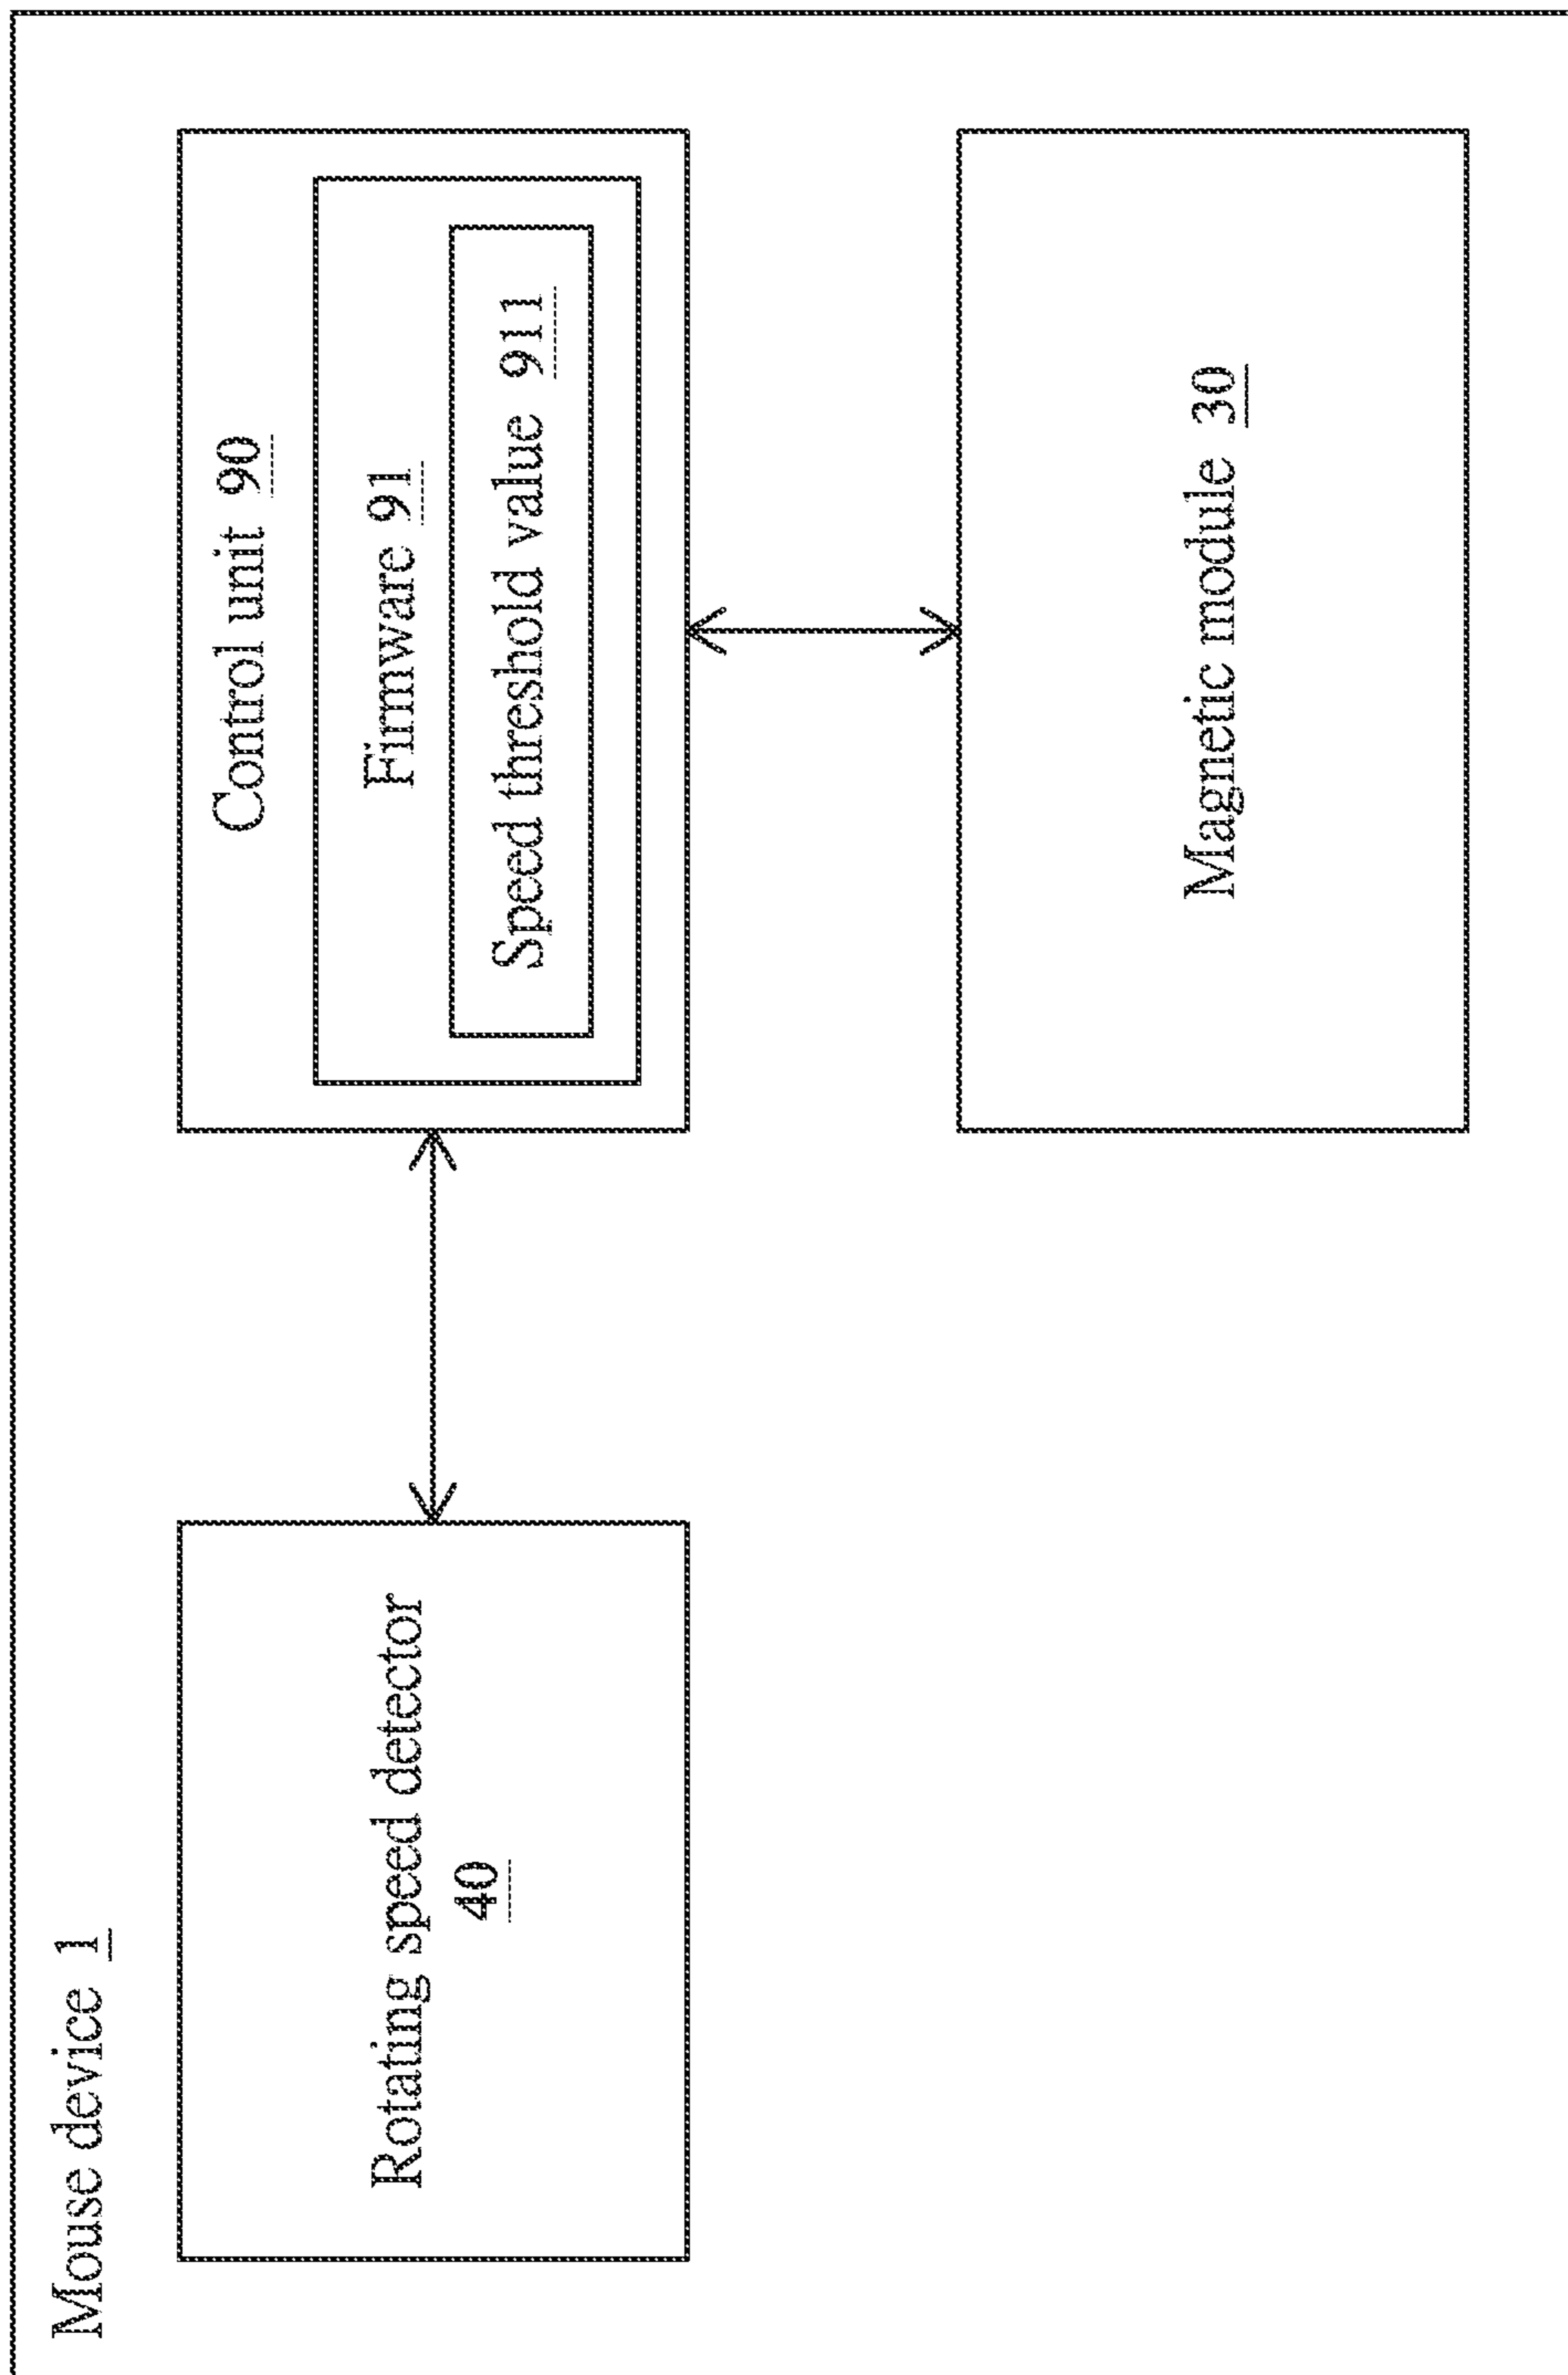 Mouse device 1
Rotating speed detector
40
Control unit 90
Firmware 91
Speed threshold value 911
Magnetic module 30